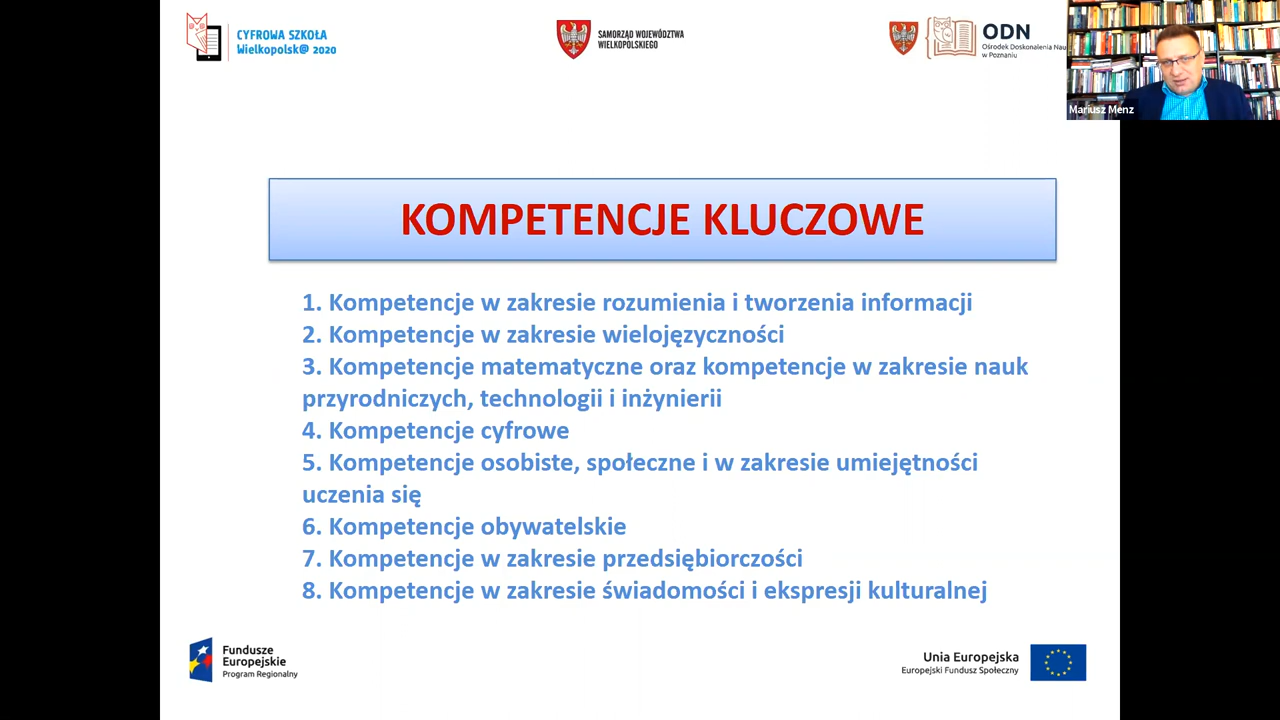 CYFROWA SZKOŁA
Wielkopolsk@ 2020
SAMORZĄD WOJEWÓDZTWA
WIELKOPOLSKIEGO
ODN
Ośrodek Doskonalenia Nau
w Poznaniu
Mariusz Menz
KOMPETENCJE KLUCZOWE
1. Kompetencje w zakresie rozumienia i tworzenia informacji
2. Kompetencje w zakresie wielojęzyczności
3. Kompetencje matematyczne oraz kompetencje w zakresie nauk
przyrodniczych, technologii i inżynierii
4. Kompetencje cyfrowe
5. Kompetencje osobiste, społeczne i w zakresie umiejętności
uczenia się
6. Kompetencje obywatelskie
7. Kompetencje w zakresie przedsiębiorczości
8. Kompetencje w zakresie świadomości i ekspresji kulturalnej
Fundusze
Europejskie
Program Regionalny
Unia Europejska
Europejski Fundusz Społeczny